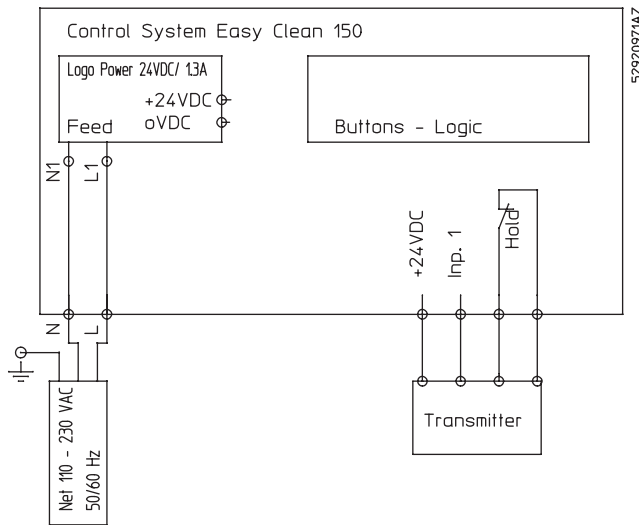 Control System Easy Clean 150
52920971AZ
Logo Power 24VDC/ 1.3A
+24VDC
oVDC
Feed
Buttons - Logic
N1
L1
+24VDC
Inp. 1
Hold
N
L
Net 110 - 230 VAC
50/60 Hz
Transmitter